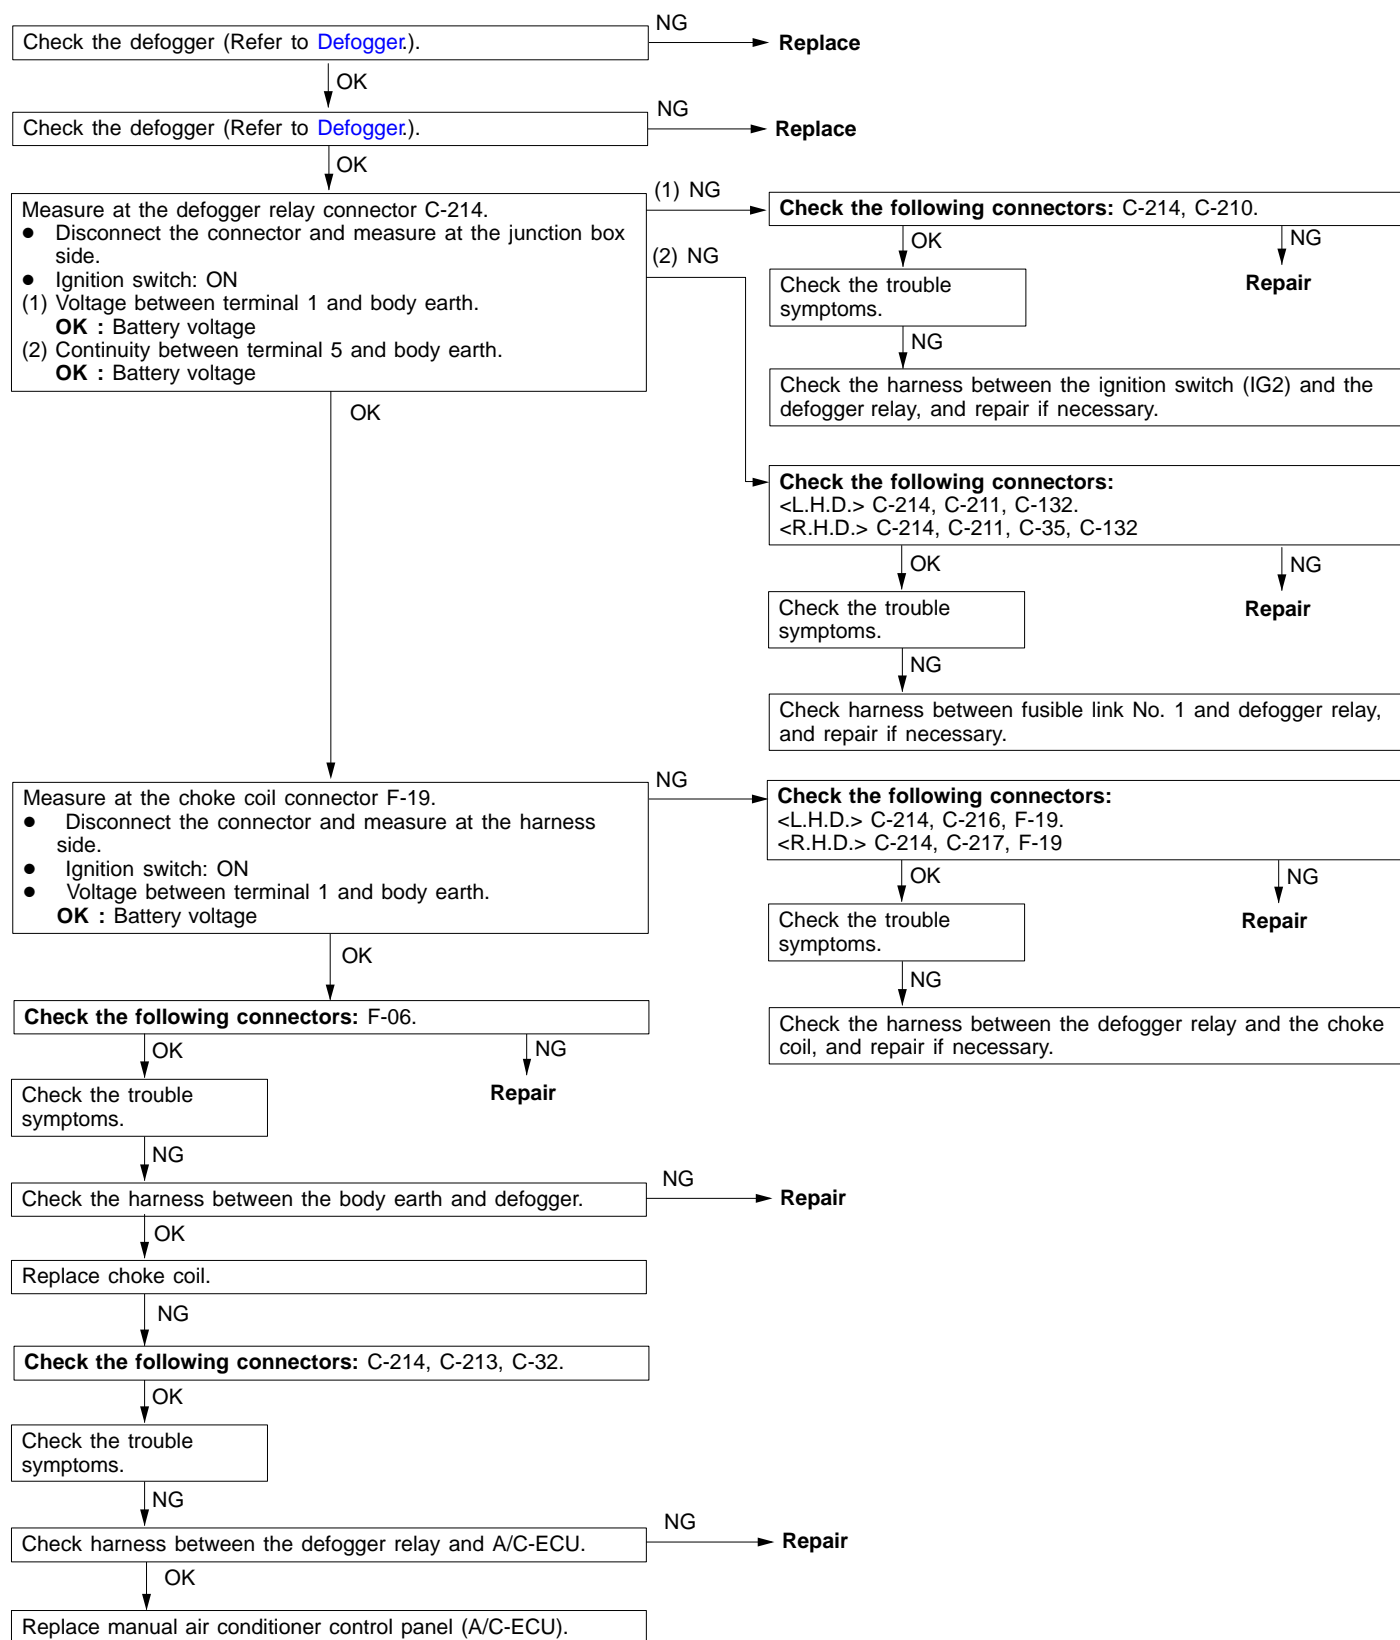 Check the defogger (Refer to Defogger.).
NG
Replace
OK
Check the defogger (Refer to Defogger.).
NG
Replace
OK
Measure at the defogger relay connector C-214.
● Disconnect the connector and measure at the junction box
side.
● Ignition switch: ON
(1) Voltage between terminal 1 and body earth.
OK : Battery voltage
(2) Continuity between terminal 5 and body earth.
OK : Battery voltage
(1) NG
Check the following connectors: C-214, C-210.
OK
NG
Repair
Check the trouble
symptoms.
NG
Check the harness between the ignition switch (IG2) and the
defogger relay, and repair if necessary.
(2) NG
Check the following connectors:
<L.H.D.> C-214, C-211, C-132.
<R.H.D.> C-214, C-211, C-35, C-132
OK
NG
Repair
Check the trouble
symptoms.
NG
Check harness between fusible link No. 1 and defogger relay,
and repair if necessary.
OK
Measure at the choke coil connector F-19.
● Disconnect the connector and measure at the harness
side.
● Ignition switch: ON
● Voltage between terminal 1 and body earth.
OK : Battery voltage
NG
Check the following connectors:
<L.H.D.> C-214, C-216, F-19.
<R.H.D.> C-214, C-217, F-19
OK
NG
Repair
Check the trouble
symptoms.
NG
Check the harness between the defogger relay and the choke
coil, and repair if necessary.
OK
Check the following connectors: F-06.
OK
NG
Repair
Check the trouble
symptoms.
NG
Check the harness between the body earth and defogger.
NG
Repair
OK
Replace choke coil.
NG
Check the following connectors: C-214, C-213, C-32.
OK
Check the trouble
symptoms.
NG
Check harness between the defogger relay and A/C-ECU.
NG
Repair
OK
Replace manual air conditioner control panel (A/C-ECU).